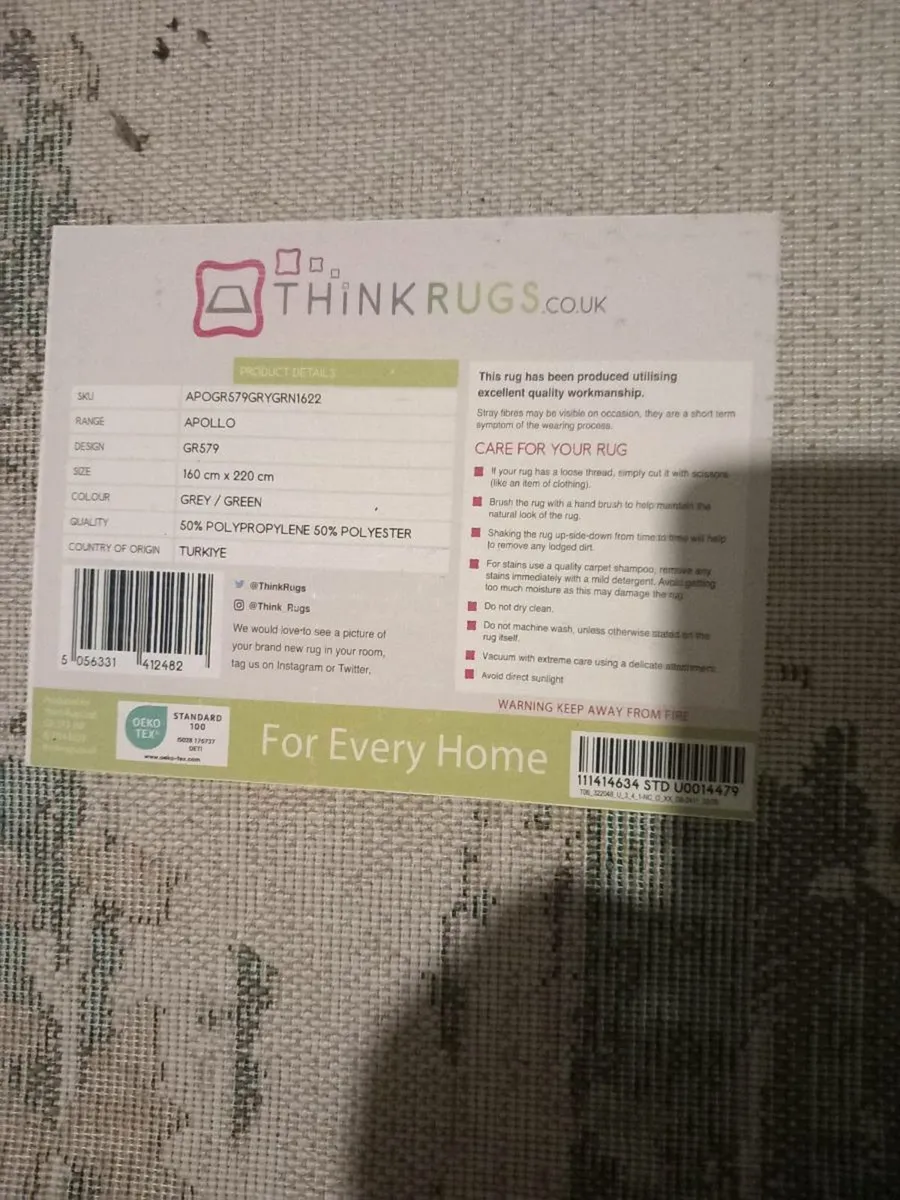 THiNK RUGS.CO.UK
PRODUCT DETAILS
SKU APOGR579GRYGRN1622
RANGE APOLLO
DESIGN GR579
SIZE 160 cm x 220 cm
COLOUR GREY / GREEN
QUALITY 50% POLYPROPYLENE 50% POLYESTER
COUNTRY OF ORIGIN TURKIYE
5 056331 412482
@ThinkRugs
@Think_Rugs
We would love to see a picture of
your brand new rug in your room,
tag us on Instagram or Twitter.
This rug has been produced utilising
excellent quality workmanship.
Stray fibres may be visible on occasion, they are a short term
symptom of the wearing process.
CARE FOR YOUR RUG
If your rug has a loose thread, simply cut it with scissors
(like an item of clothing).
Brush the rug with a hand brush to help maintain the
natural look of the rug.
Shaking the rug up-side-down from time to time will help
to remove any lodged dirt.
For stains use a quality carpet shampoo, remove any
stains immediately with a mild detergent. Avoid getting
too much moisture as this may damage the rug
Do not dry clean.
Do not machine wash, unless otherwise stated on the
rug itself.
Vacuum with extreme care using a delicate attachment
Avoid direct sunlight
WARNING KEEP AWAY FROM FIRE
OEKO
TEX®
STANDARD
100
IS028 176737
OETI
www.oeko-tex.com
For Every Home
111414634 STD U0014479